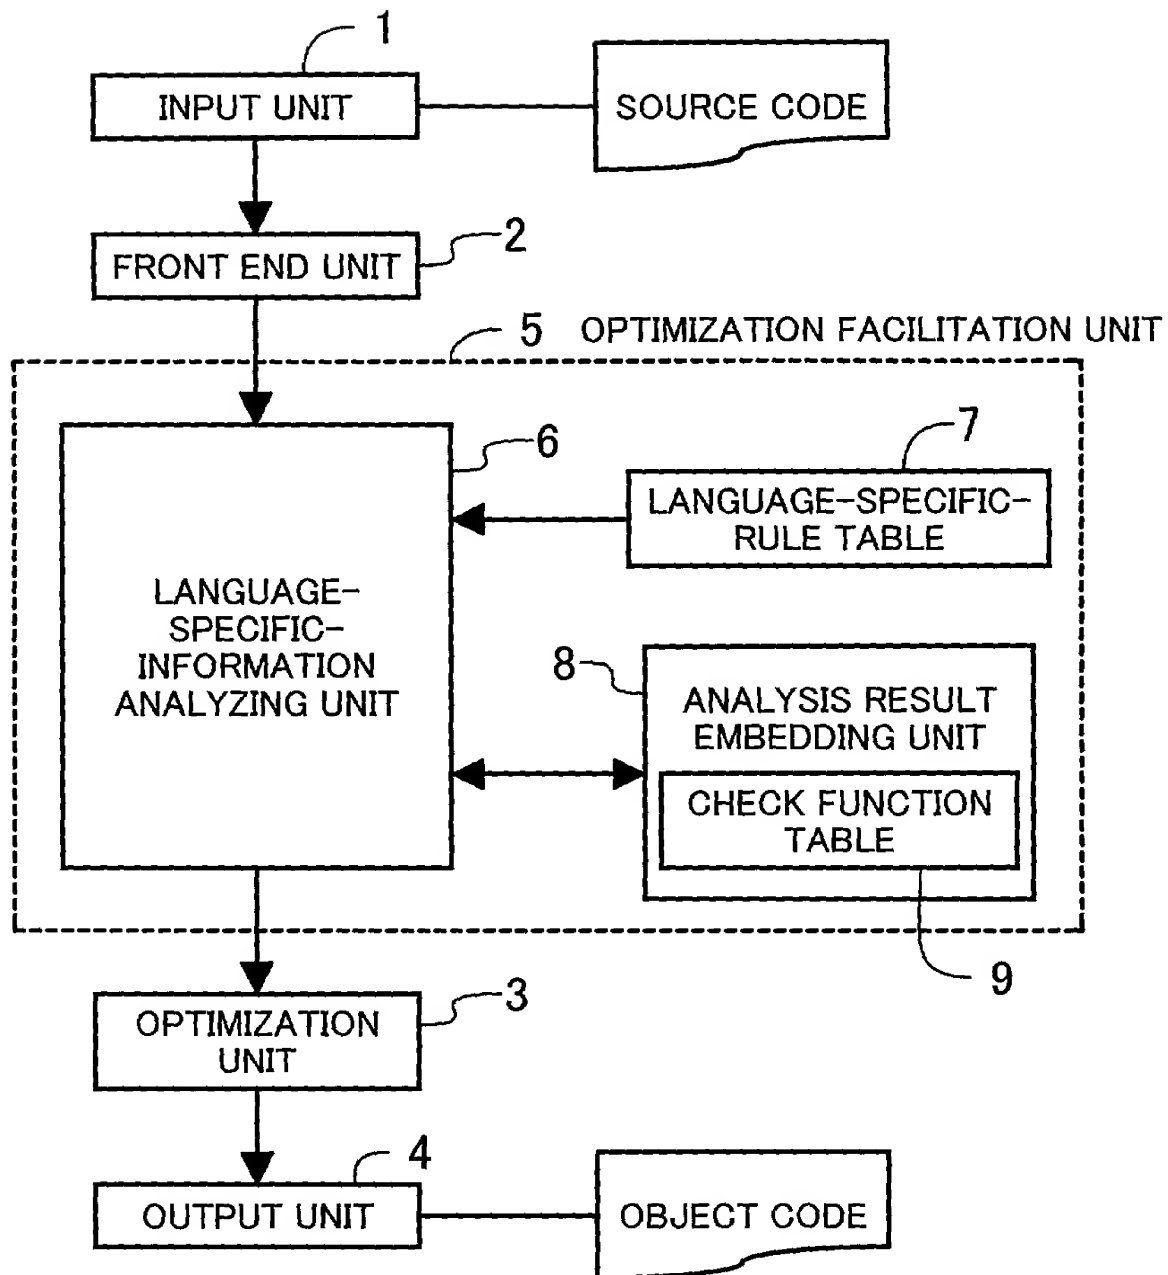 1
INPUT UNIT
SOURCE CODE
2
FRONT END UNIT
5
OPTIMIZATION FACILITATION UNIT
6
7
LANGUAGE-SPECIFIC-
RULE TABLE
LANGUAGE-
SPECIFIC-
INFORMATION
ANALYZING UNIT
8
ANALYSIS RESULT
EMBEDDING UNIT
CHECK FUNCTION
TABLE
9
3
OPTIMIZATION
UNIT
4
OUTPUT UNIT
OBJECT CODE